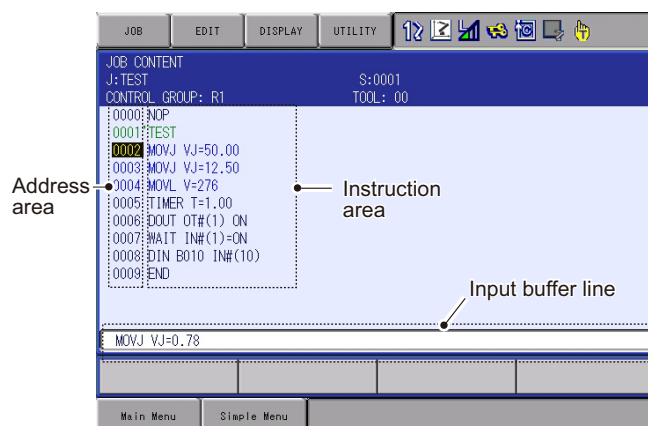 JOB EDIT DISPLAY UTILITY
JOB CONTENT
J:TEST S:0001
CONTROL GROUP: R1 TOOL: 00
0000 NOP
0001 'TEST
0002 MOVJ VJ=50.00
0003 MOVJ VJ=12.50
0004 MOVL V=276
0005 TIMER T=1.00
0006 DOUT OT#(1) ON
0007 WAIT IN#(1)=ON
0008 DIN B010 IN#(10)
0009 END
Address
area
Instruction
area
Input buffer line
MOVJ VJ=0.78
Main Menu Simple Menu